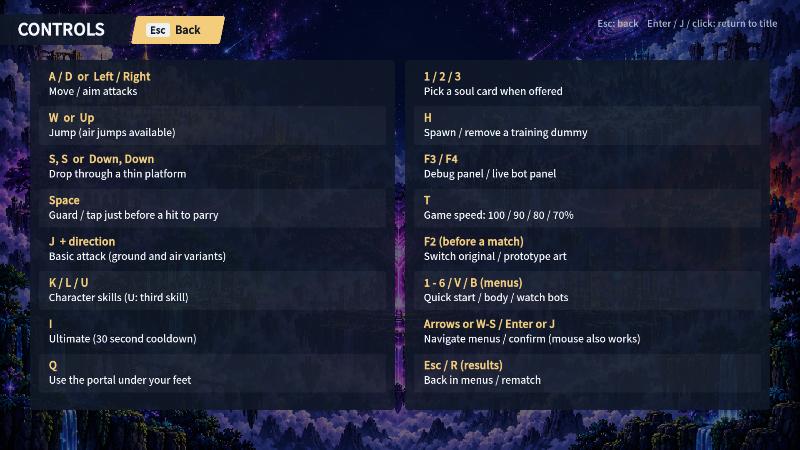 CONTROLS
Esc Back
Esc: back Enter / J / click: return to title
A / D or Left / Right
Move / aim attacks
W or Up
Jump (air jumps available)
S, S or Down, Down
Drop through a thin platform
Space
Guard / tap just before a hit to parry
J + direction
Basic attack (ground and air variants)
K / L / U
Character skills (U: third skill)
I
Ultimate (30 second cooldown)
Q
Use the portal under your feet
1 / 2 / 3
Pick a soul card when offered
H
Spawn / remove a training dummy
F3 / F4
Debug panel / live bot panel
T
Game speed: 100 / 90 / 80 / 70%
F2 (before a match)
Switch original / prototype art
1 - 6 / V / B (menus)
Quick start / body / watch bots
Arrows or W-S / Enter or J
Navigate menus / confirm (mouse also works)
Esc / R (results)
Back in menus / rematch